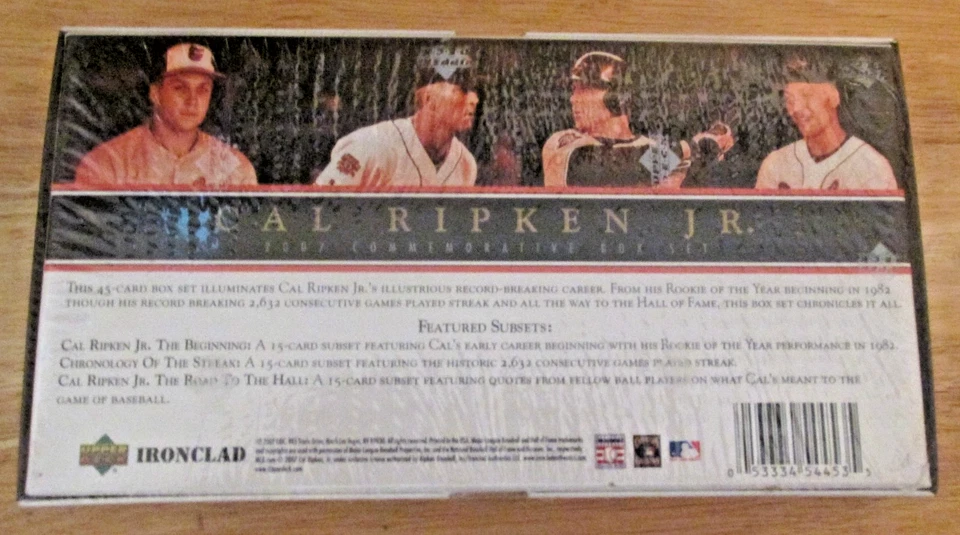 CAL RIPKEN JR.
2007 COMMEMORATIVE BOX SET
THIS 45-CARD BOX SET ILLUMINATES CAL RIPKEN JR.'S ILLUSTRIOUS RECORD-BREAKING CAREER. FROM HIS ROOKIE OF THE YEAR BEGINNING IN 1982
THOUGH HIS RECORD BREAKING 2,632 CONSECUTIVE GAMES PLAYED STREAK AND ALL THE WAY TO THE HALL OF FAME, THIS BOX SET CHRONICLES IT ALL.
FEATURED SUBSETS:
CAL RIPKEN JR. THE BEGINNING: A 15-CARD SUBSET FEATURING CAL'S EARLY CAREER BEGINNING WITH HIS ROOKIE OF THE YEAR PERFORMANCE IN 1982.
CHRONOLOGY OF THE STREAK: A 15-CARD SUBSET FEATURING THE HISTORIC 2,632 CONSECUTIVE GAMES PLAYED STREAK.
CAL RIPKEN JR. THE ROAD TO THE HALL: A 15-CARD SUBSET FEATURING QUOTES FROM FELLOW BALL PLAYERS ON WHAT CAL'S MEANT TO THE
GAME OF BASEBALL.
UPPER DECK IRONCLAD
0 53334 54453 5